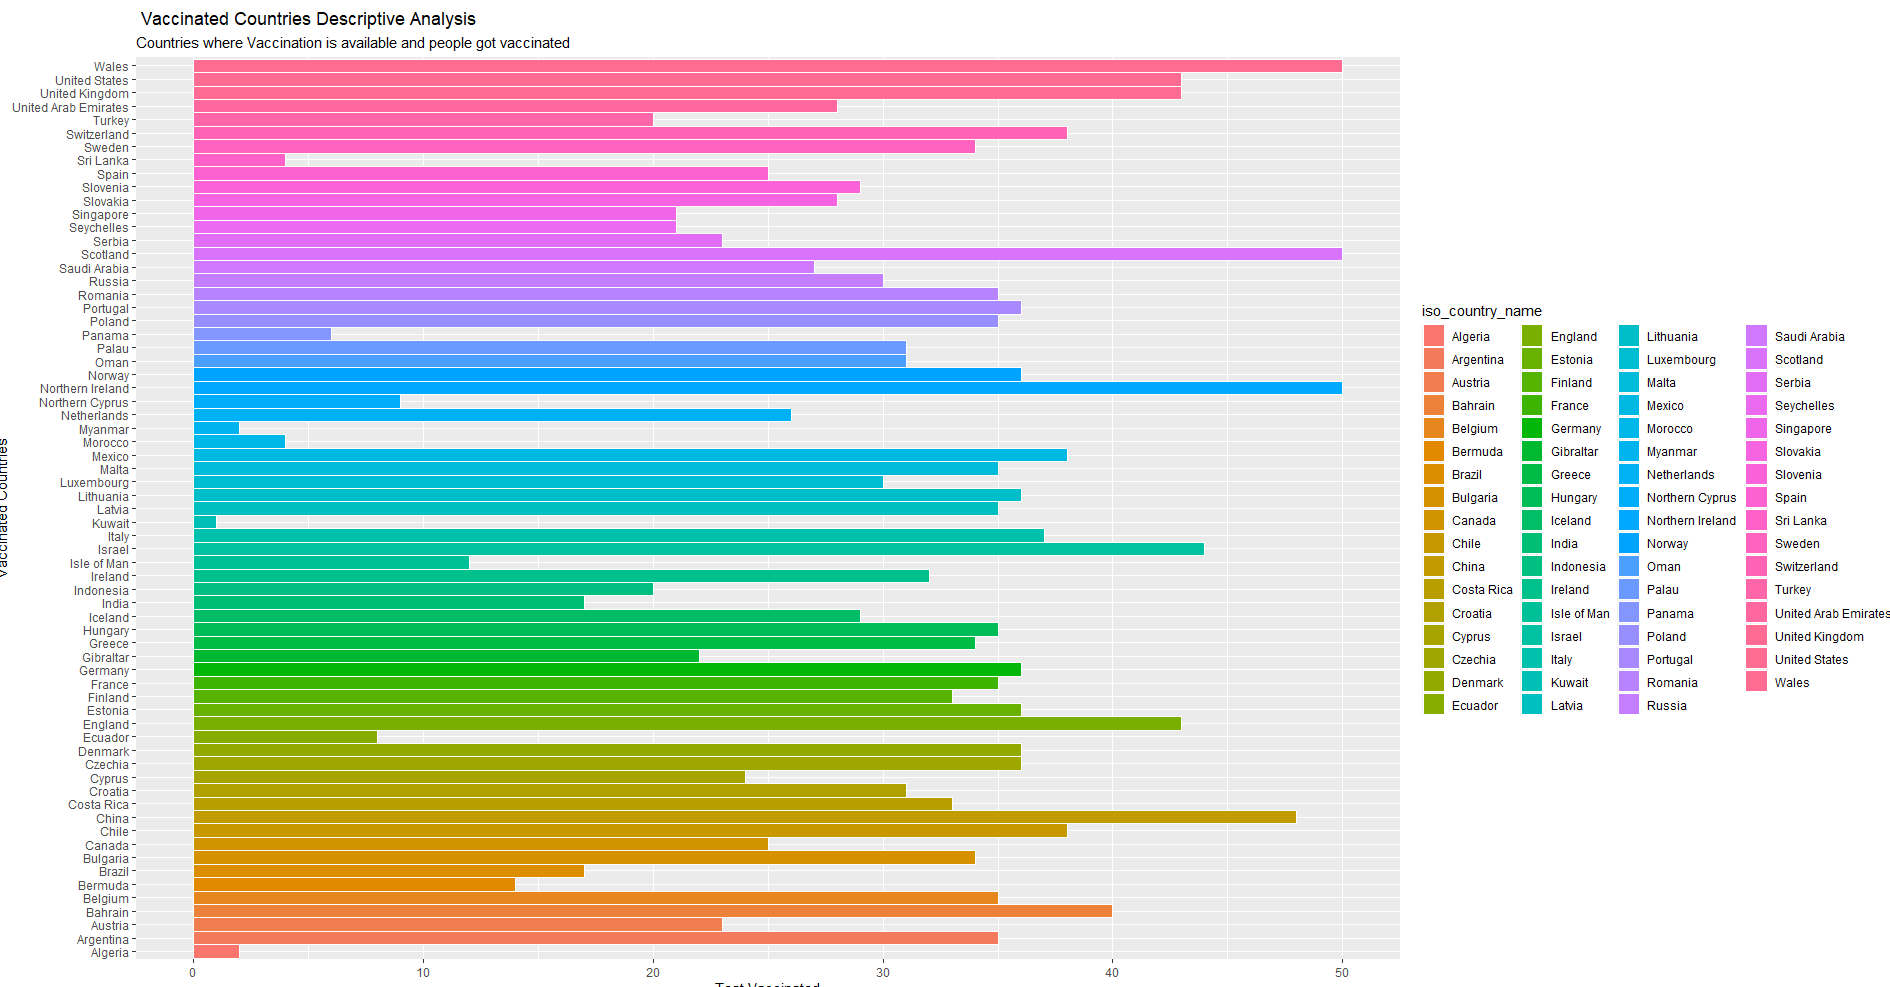 Vaccinated Countries Descriptive Analysis
Countries where Vaccination is available and people got vaccinated
Wales
United States
United Kingdom
United Arab Emirates
Turkey
Switzerland
Sweden
Sri Lanka
Spain
Slovenia
Slovakia
Singapore
Seychelles
Serbia
Scotland
Saudi Arabia
Russia
Romania
Portugal
Poland
Panama
Palau
Oman
Norway
Northern Ireland
Northern Cyprus
Netherlands
Myanmar
Morocco
Mexico
Malta
Luxembourg
Lithuania
Latvia
Kuwait
Italy
Israel
Isle of Man
Ireland
Indonesia
India
Iceland
Hungary
Greece
Gibraltar
Germany
France
Finland
Estonia
England
Ecuador
Denmark
Czechia
Cyprus
Croatia
Costa Rica
China
Chile
Canada
Bulgaria
Brazil
Bermuda
Belgium
Bahrain
Austria
Argentina
Algeria
Vaccinated Countries
0 10 20 30 40 50
Vaccinated
iso_country_name
Algeria
Argentina
Austria
Bahrain
Belgium
Bermuda
Brazil
Bulgaria
Canada
Chile
China
Costa Rica
Croatia
Cyprus
Czechia
Denmark
Ecuador
England
Estonia
Finland
France
Germany
Gibraltar
Greece
Hungary
Iceland
India
Indonesia
Ireland
Isle of Man
Israel
Italy
Kuwait
Latvia
Lithuania
Luxembourg
Malta
Mexico
Morocco
Myanmar
Netherlands
Northern Cyprus
Northern Ireland
Norway
Oman
Palau
Panama
Poland
Portugal
Romania
Russia
Saudi Arabia
Scotland
Serbia
Seychelles
Singapore
Slovakia
Slovenia
Spain
Sri Lanka
Sweden
Switzerland
Turkey
United Arab Emirates
United Kingdom
United States
Wales